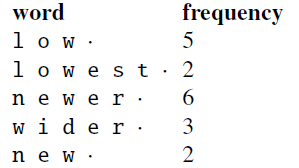 word frequency
l o w · 5
l o w e s t · 2
n e w e r · 6
w i d e r · 3
n e w · 2